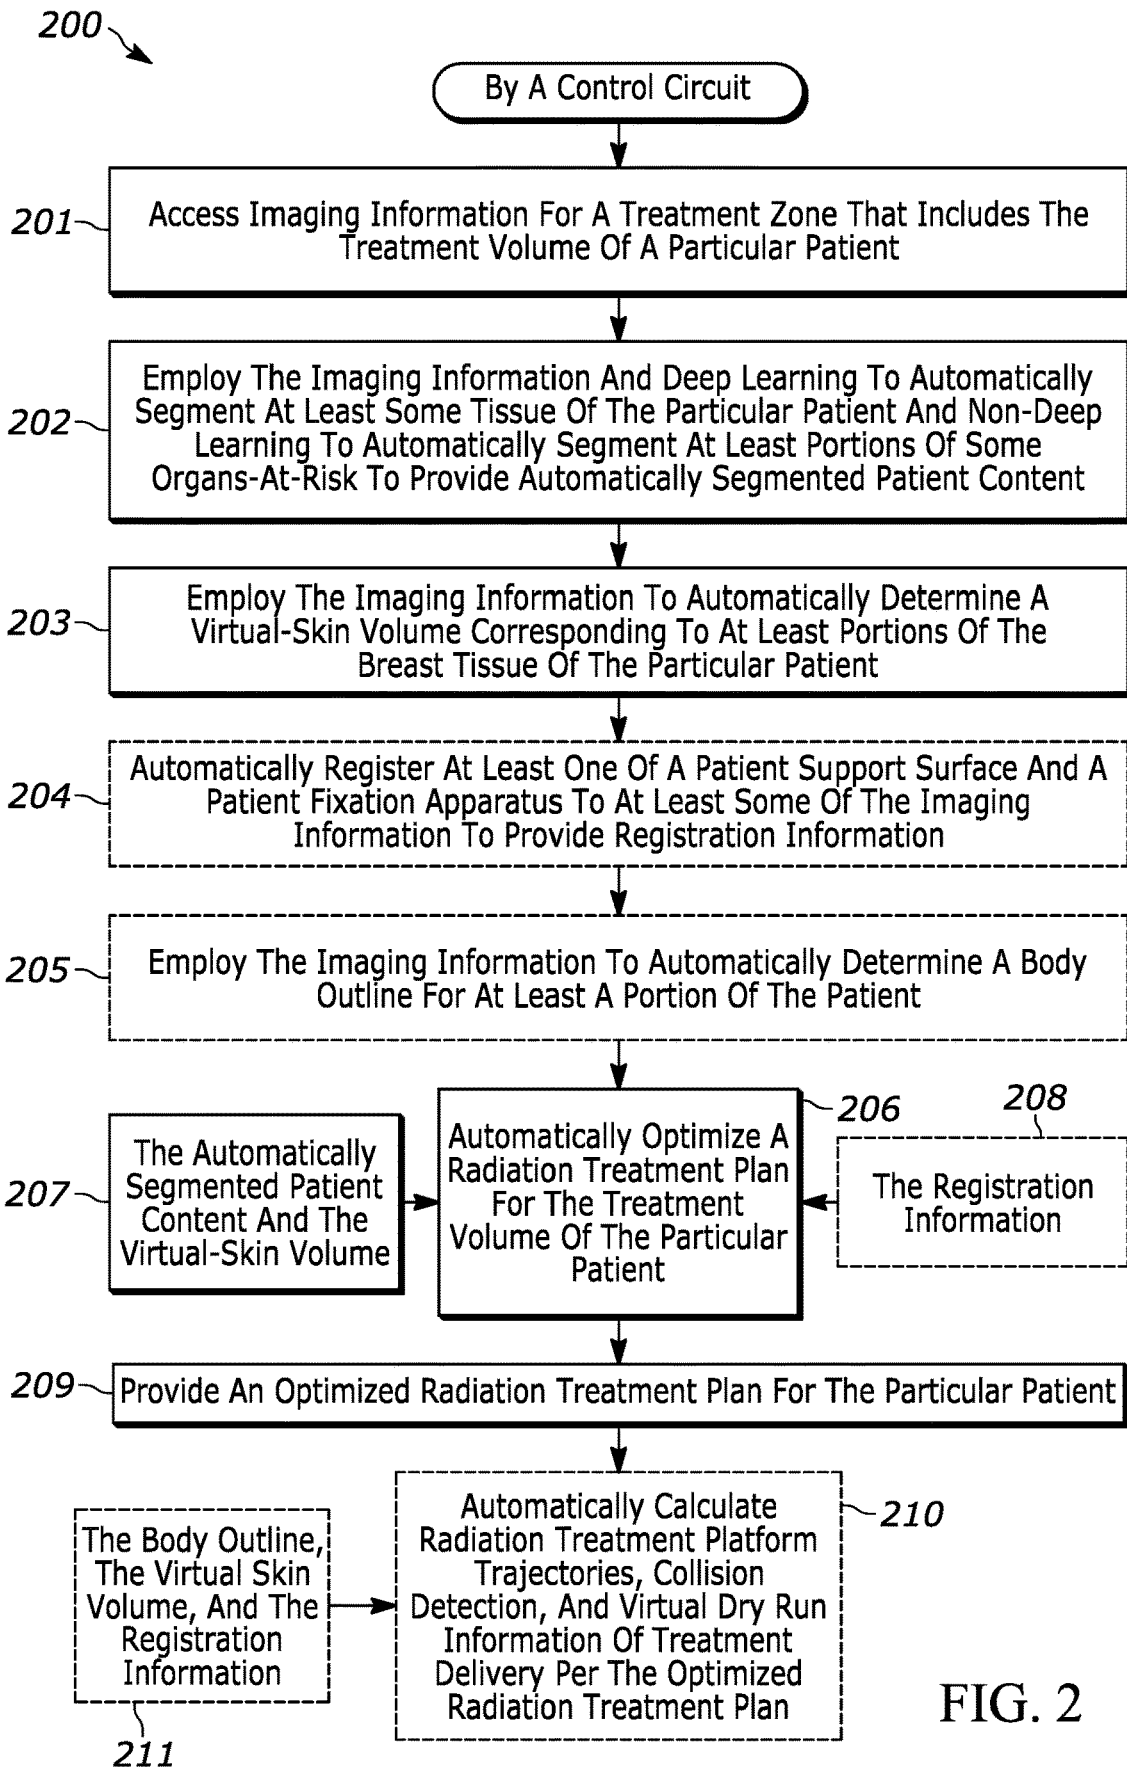 200
By A Control Circuit
201
Access Imaging Information For A Treatment Zone That Includes The
Treatment Volume Of A Particular Patient
202
Employ The Imaging Information And Deep Learning To Automatically
Segment At Least Some Tissue Of The Particular Patient And Non-Deep
Learning To Automatically Segment At Least Portions Of Some
Organs-At-Risk To Provide Automatically Segmented Patient Content
203
Employ The Imaging Information To Automatically Determine A
Virtual-Skin Volume Corresponding To At Least Portions Of The
Breast Tissue Of The Particular Patient
204
Automatically Register At Least One Of A Patient Support Surface And A
Patient Fixation Apparatus To At Least Some Of The Imaging
Information To Provide Registration Information
205
Employ The Imaging Information To Automatically Determine A Body
Outline For At Least A Portion Of The Patient
207
The Automatically
Segmented Patient
Content And The
Virtual-Skin Volume
206
Automatically Optimize A
Radiation Treatment Plan
For The Treatment
Volume Of The Particular
Patient
208
The Registration
Information
209
Provide An Optimized Radiation Treatment Plan For The Particular Patient
The Body Outline,
The Virtual Skin
Volume, And The
Registration
Information
211
210
Automatically Calculate
Radiation Treatment Platform
Trajectories, Collision
Detection, And Virtual Dry Run
Information Of Treatment
Delivery Per The Optimized
Radiation Treatment Plan
FIG. 2